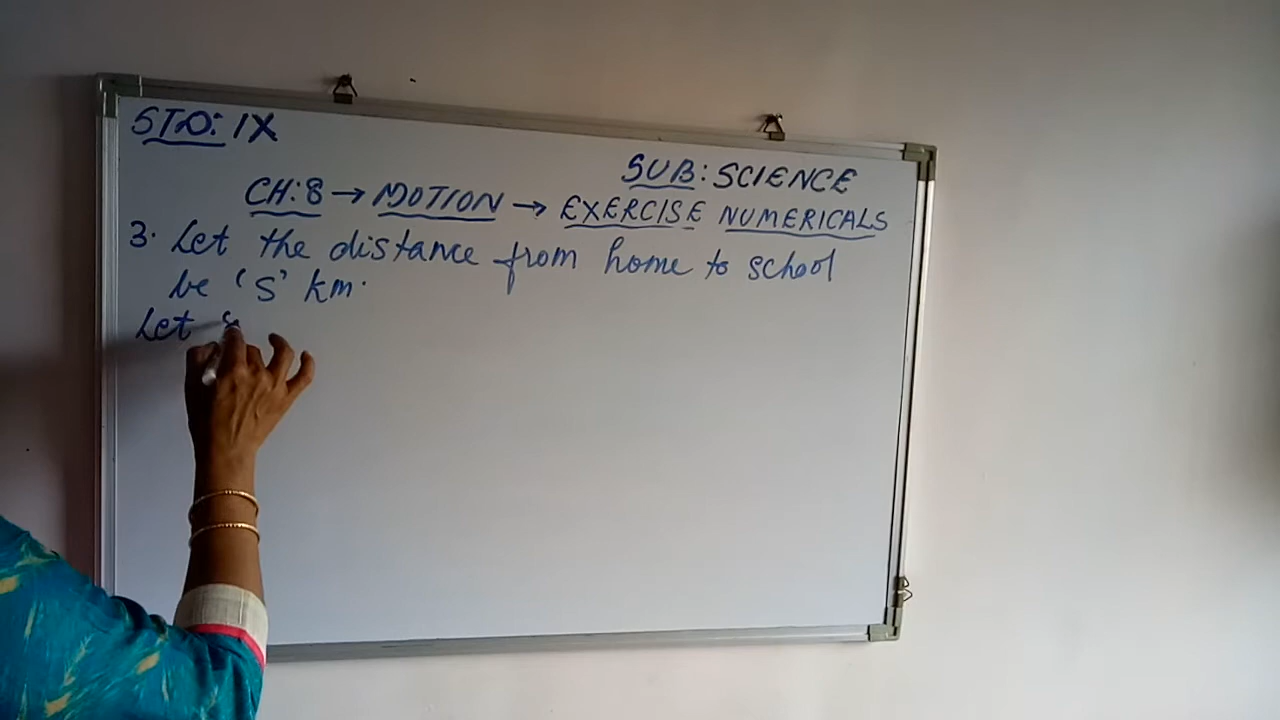 STD: IX
SUB: SCIENCE
CH: 8 → MOTION → EXERCISE NUMERICALS
3. Let the distance from home to school
be 'S' km.
Let